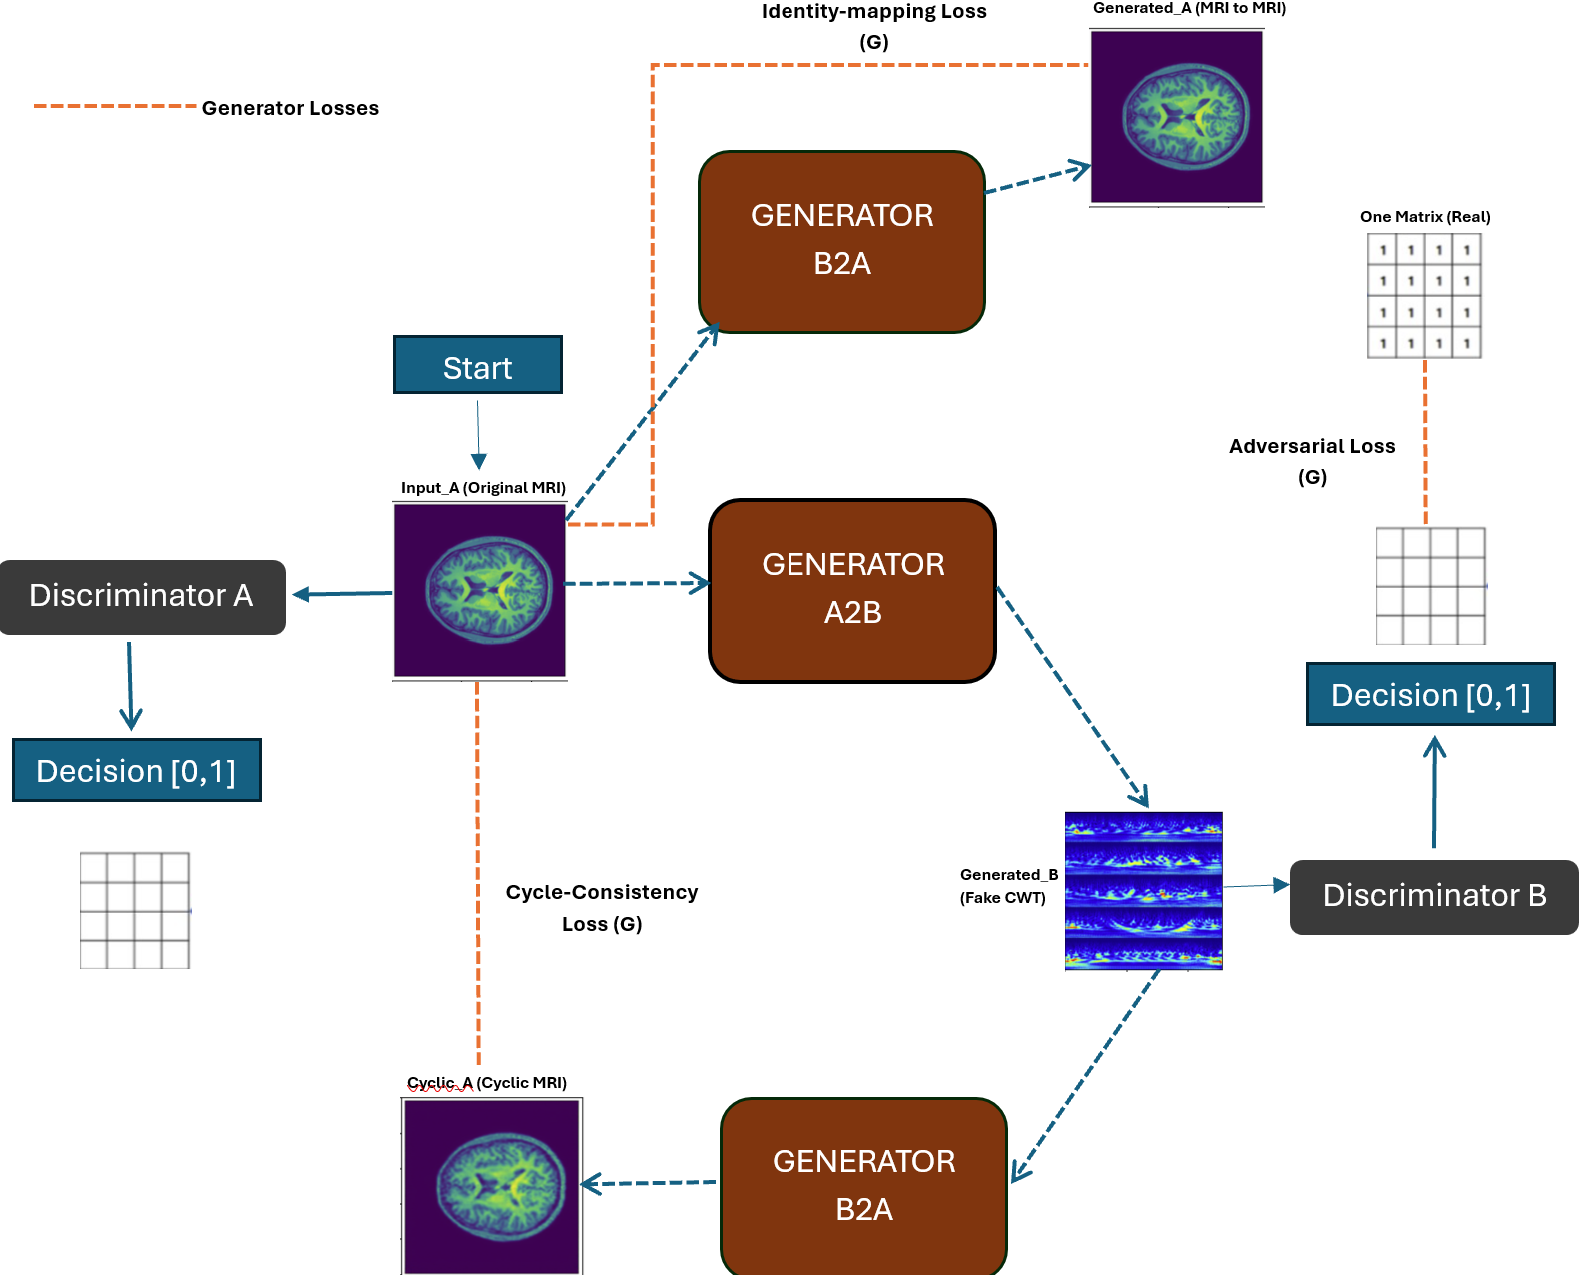 Identity-mapping Loss
(G)
Generated_A (MRI to MRI)
Generator Losses
GENERATOR
B2A
One Matrix (Real)
1 1 1 1
1 1 1 1
1 1 1 1
1 1 1 1
Start
Adversarial Loss
(G)
Input_A (Original MRI)
GENERATOR
A2B
Discriminator A
Decision [0,1]
Decision [0,1]
Generated_B
(Fake CWT)
Discriminator B
Cycle-Consistency
Loss (G)
Cyclic_A (Cyclic MRI)
GENERATOR
B2A